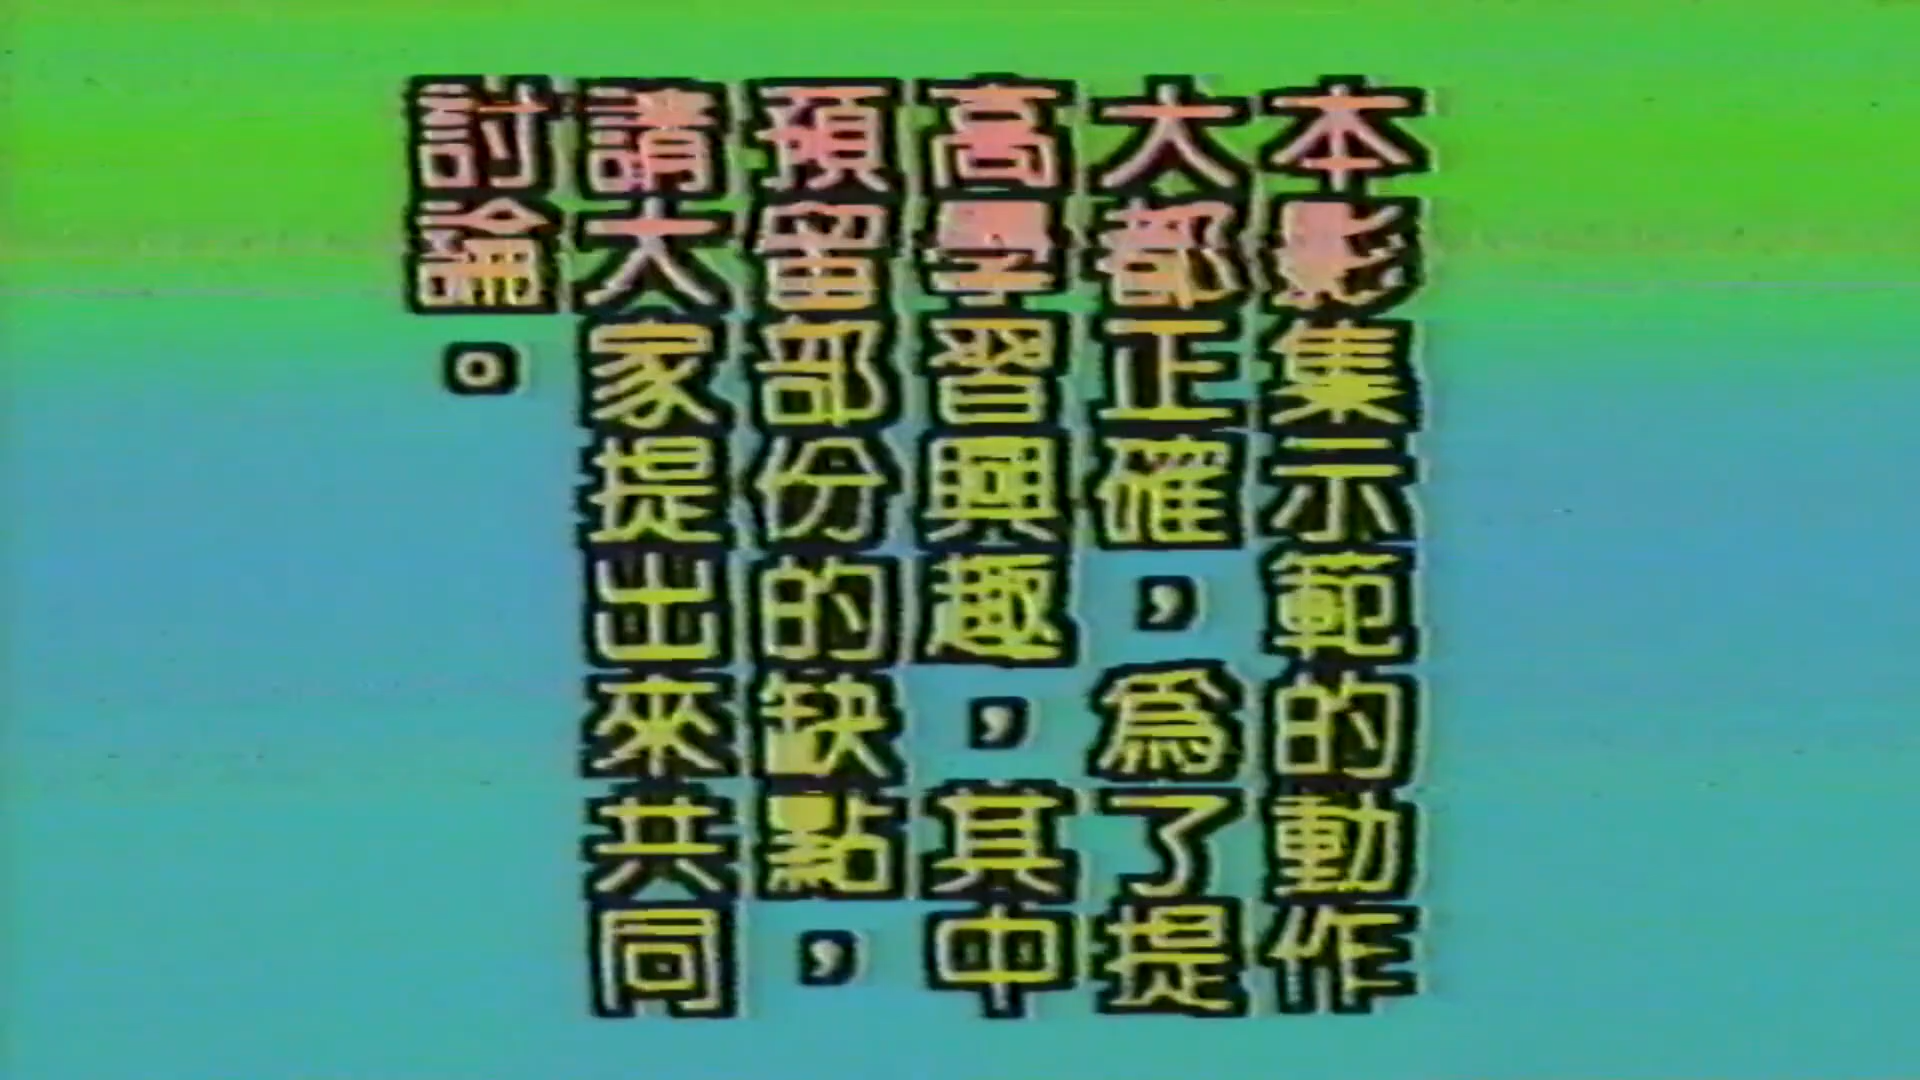 本影集示範的動作
大都正確，為了提
高學習興趣，其中
預留部份的缺點，
請大家提出來共同
討論。